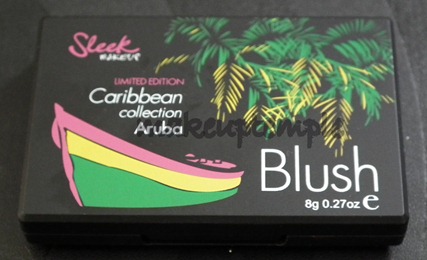 Sleek
MAKEUP
LIMITED EDITION
Caribbean
collection
Aruba
Blush
8g 0.27oz e